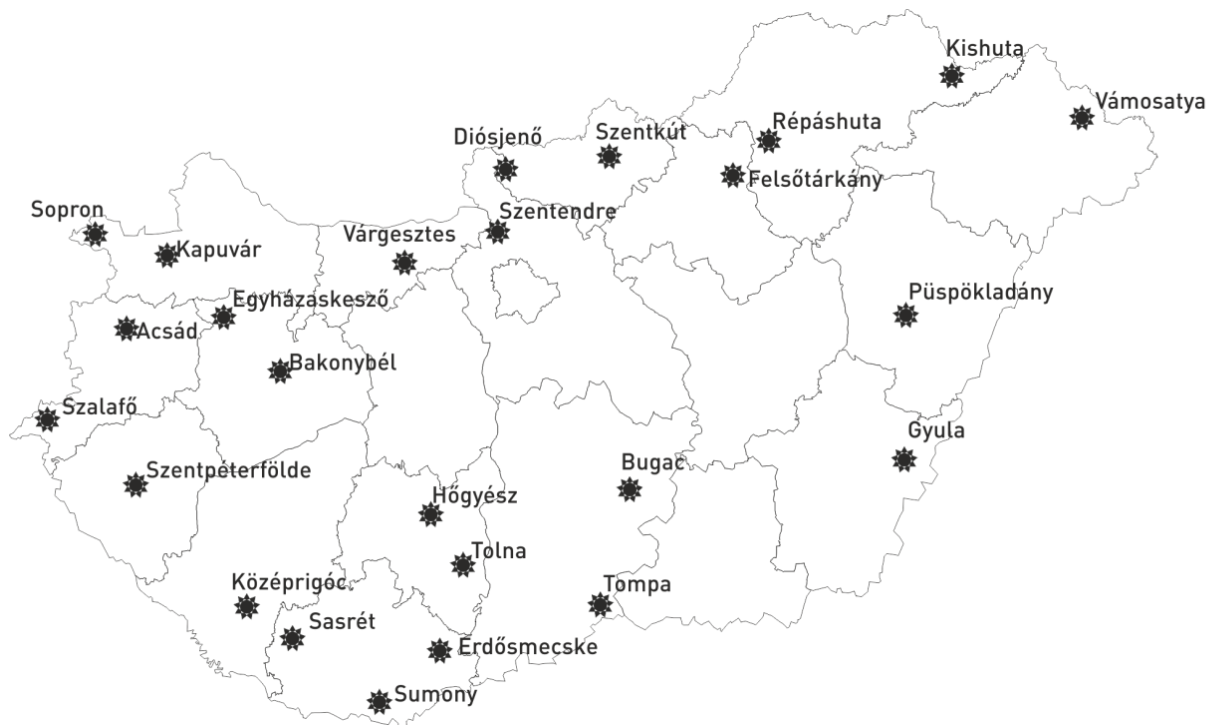 Kishuta
Vámosatya
Répáshuta
Szentkút
Diósjenő
Felsőtárkány
Sopron
Szentendre
Kapuvár
Várgesztes
Egyházaskesző
Püspökladány
Acsád
Bakonybél
Szalafő
Gyula
Szentpéterfölde
Bugac
Hőgyész
Tolna
Középrigóc
Tompa
Sasrét
Erdősmecske
Sumony